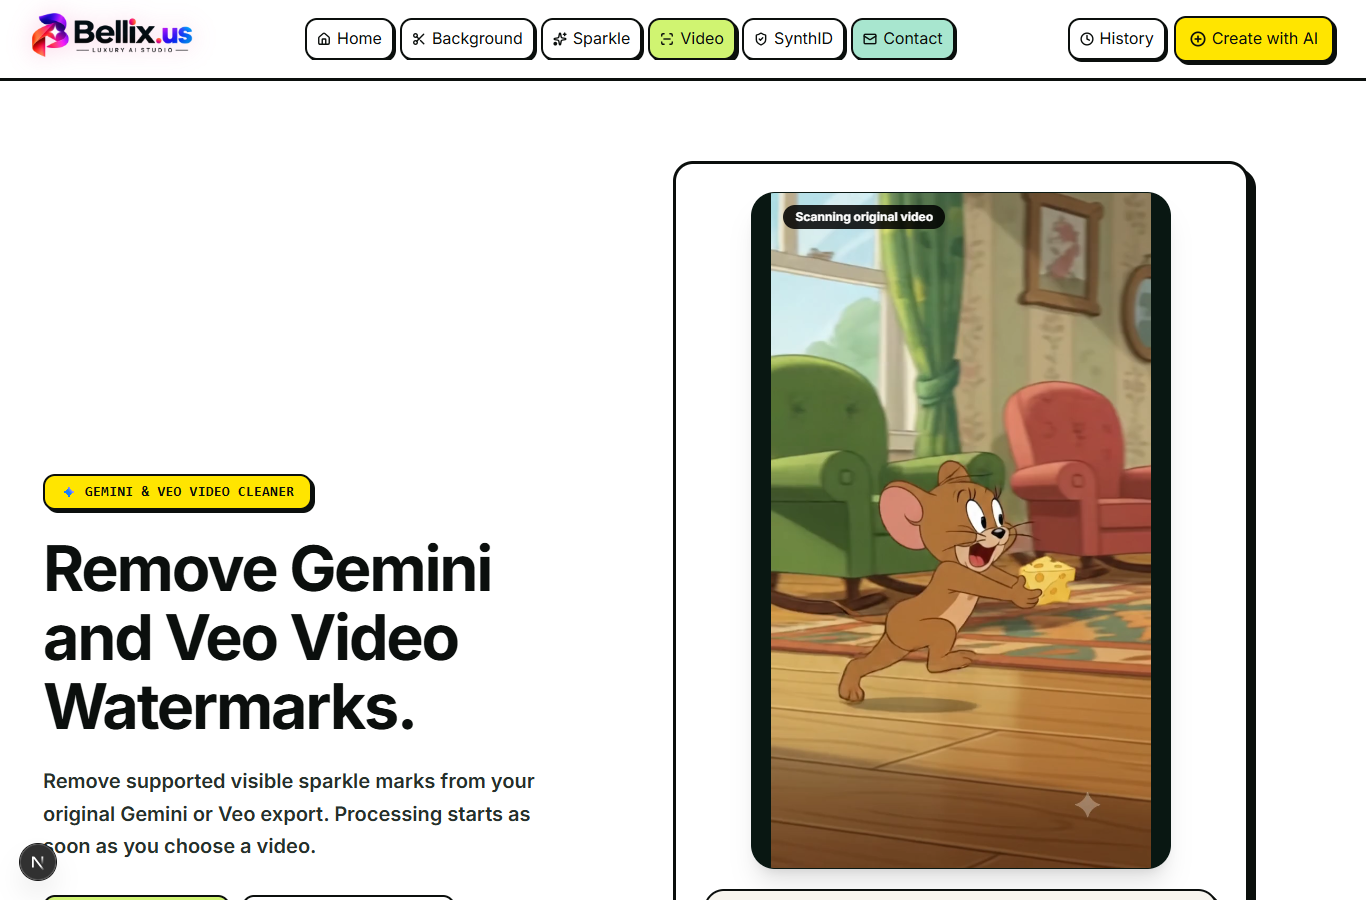 Bellix.us
LUXURY AI STUDIO
Home
Background
Sparkle
Video
SynthID
Contact
History
Create with AI
GEMINI & VEO VIDEO CLEANER
Remove Gemini
and Veo Video
Watermarks.
Remove supported visible sparkle marks from your
original Gemini or Veo export. Processing starts as
soon as you choose a video.
N
Scanning original video